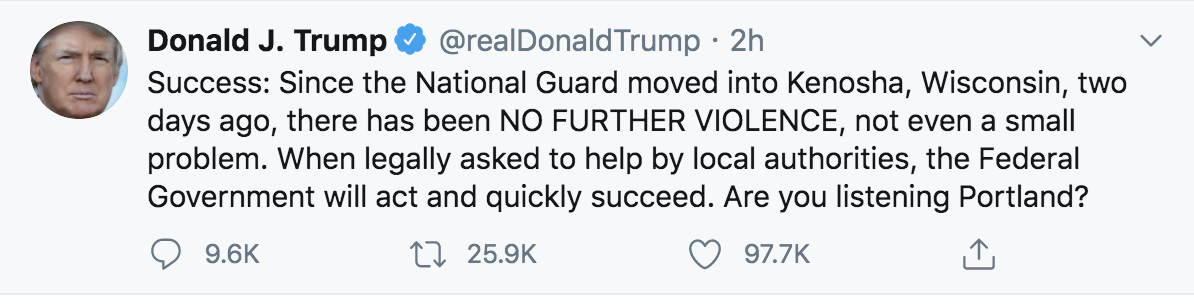 Donald J. Trump @realDonaldTrump · 2h
Success: Since the National Guard moved into Kenosha, Wisconsin, two
days ago, there has been NO FURTHER VIOLENCE, not even a small
problem. When legally asked to help by local authorities, the Federal
Government will act and quickly succeed. Are you listening Portland?
9.6K 25.9K 97.7K